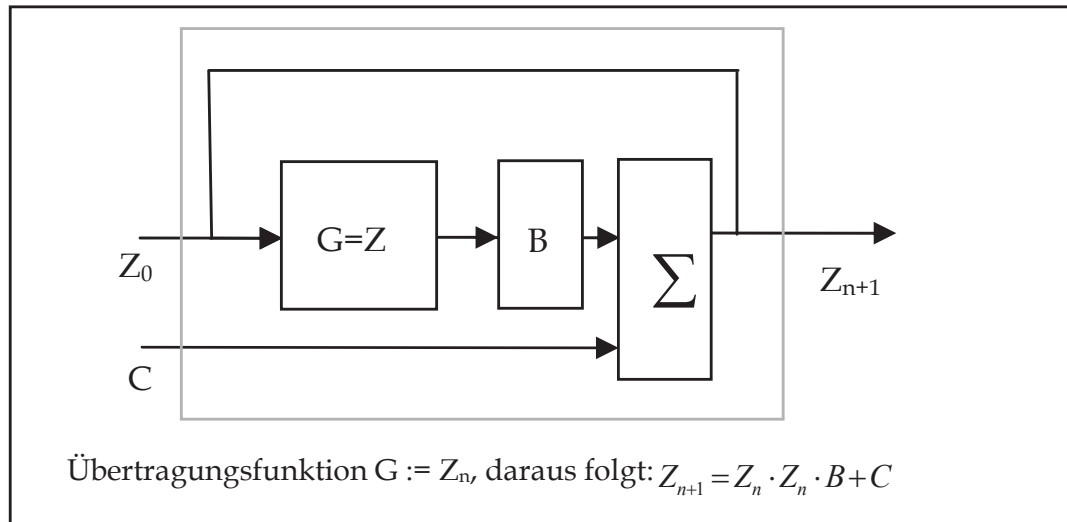 G=Z
B
∑
Z₀
Zₙ₊₁
C
Übertragungsfunktion G := Zₙ, daraus folgt: Zₙ₊₁ = Zₙ · Zₙ · B + C